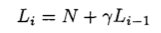 L_i = N + γL_{i−1}